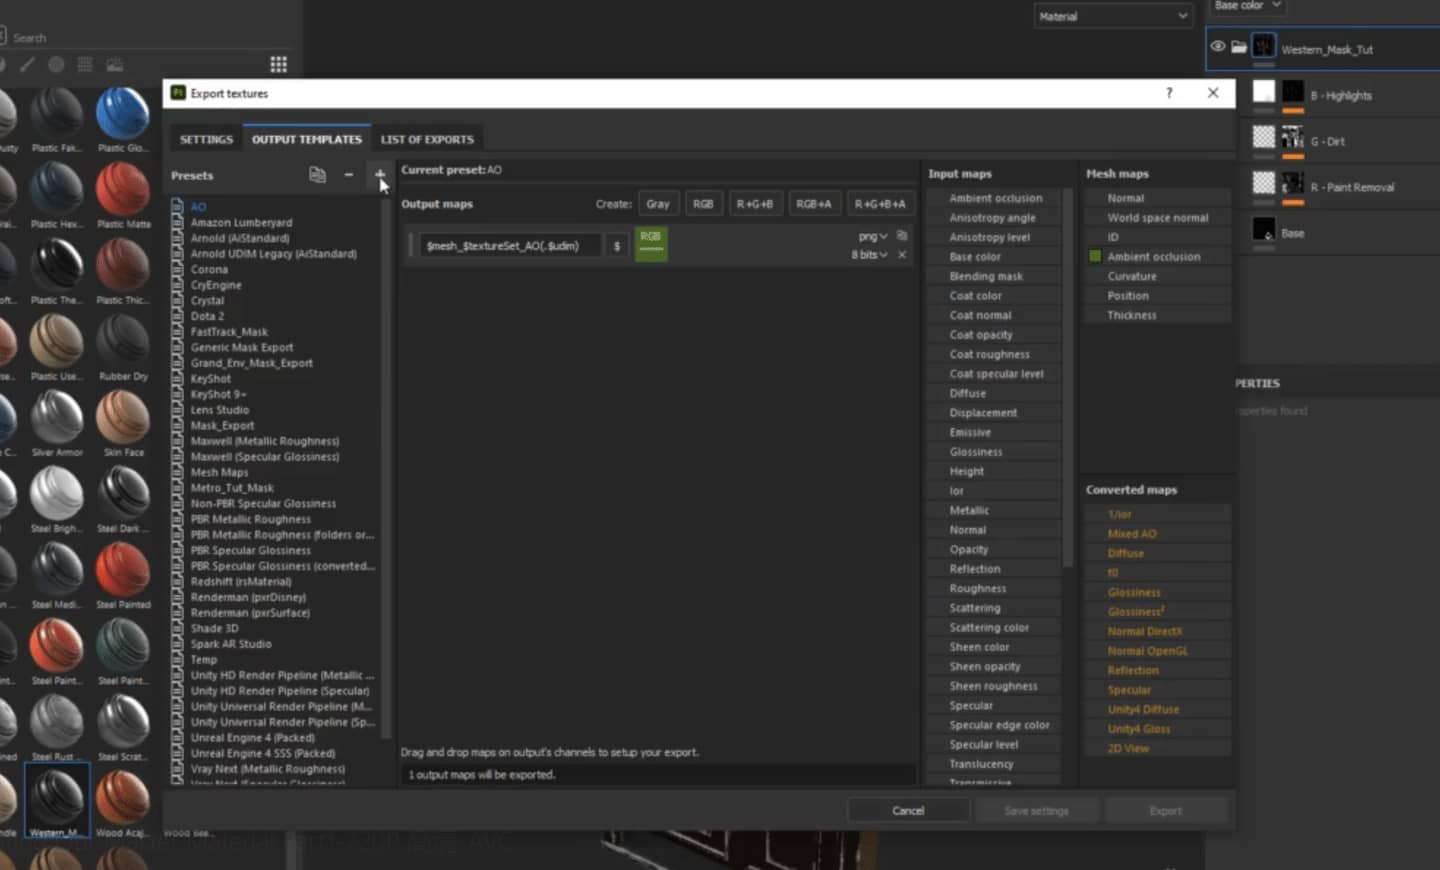 Material
Base color
Search
Western_Mask_Tut
B - Highlights
G - Dirt
R - Paint Removal
Base
Export textures
?
SETTINGS
OUTPUT TEMPLATES
LIST OF EXPORTS
Presets
AO
Amazon Lumberyard
Arnold (AiStandard)
Arnold UDIM Legacy (AiStandard)
Corona
CryEngine
Crystal
Dota 2
FastTrack_Mask
Generic Mask Export
Grand_Env_Mask_Export
KeyShot
KeyShot 9+
Lens Studio
Mask_Export
Maxwell (Metallic Roughness)
Maxwell (Specular Glossiness)
Mesh Maps
Metro_Tut_Mask
Non-PBR Specular Glossiness
PBR Metallic Roughness
PBR Metallic Roughness (folders or...
PBR Specular Glossiness
PBR Specular Glossiness (converted...
Redshift (rsMaterial)
Renderman (pxrDisney)
Renderman (pxrSurface)
Shade 3D
Spark AR Studio
Temp
Unity HD Render Pipeline (Metallic ...
Unity HD Render Pipeline (Specular)
Unity Universal Render Pipeline (M...
Unity Universal Render Pipeline (Sp...
Unreal Engine 4 (Packed)
Unreal Engine 4 SSS (Packed)
Vray Next (Metallic Roughness)
Vray Next (Specular Glossiness)
Current preset: AO
Output maps
Create: Gray RGB R+G+B RGB+A R+G+B+A
$mesh_$textureSet_AO(.$udim) $ RGB
png
8 bits
Drag and drop maps on output's channels to setup your export.
1 output maps will be exported.
Input maps
Ambient occlusion
Anisotropy angle
Anisotropy level
Base color
Blending mask
Coat color
Coat normal
Coat opacity
Coat roughness
Coat specular level
Diffuse
Displacement
Emissive
Glossiness
Height
Ior
Metallic
Normal
Opacity
Reflection
Roughness
Scattering
Scattering color
Sheen color
Sheen opacity
Sheen roughness
Specular
Specular edge color
Specular level
Translucency
Transmissive
Mesh maps
Normal
World space normal
ID
Ambient occlusion
Curvature
Position
Thickness
Converted maps
1/ior
Mixed AO
Diffuse
f0
Glossiness
Glossiness²
Normal DirectX
Normal OpenGL
Reflection
Specular
Unity4 Diffuse
Unity4 Gloss
2D View
Cancel
Save settings
Export
PERTIES
roperties found
Plastic Fak...
Plastic Glo...
Plastic Hex...
Plastic Matte
Plastic The...
Plastic Thic...
Plastic Use...
Rubber Dry
Silver Armor
Skin Face
Steel Brigh...
Steel Dark ...
Steel Medi...
Steel Painted
Steel Paint...
Steel Paint...
Steel Rust ...
Steel Scrat...
Western_M...
Wood Acaj...
Wood Bee...